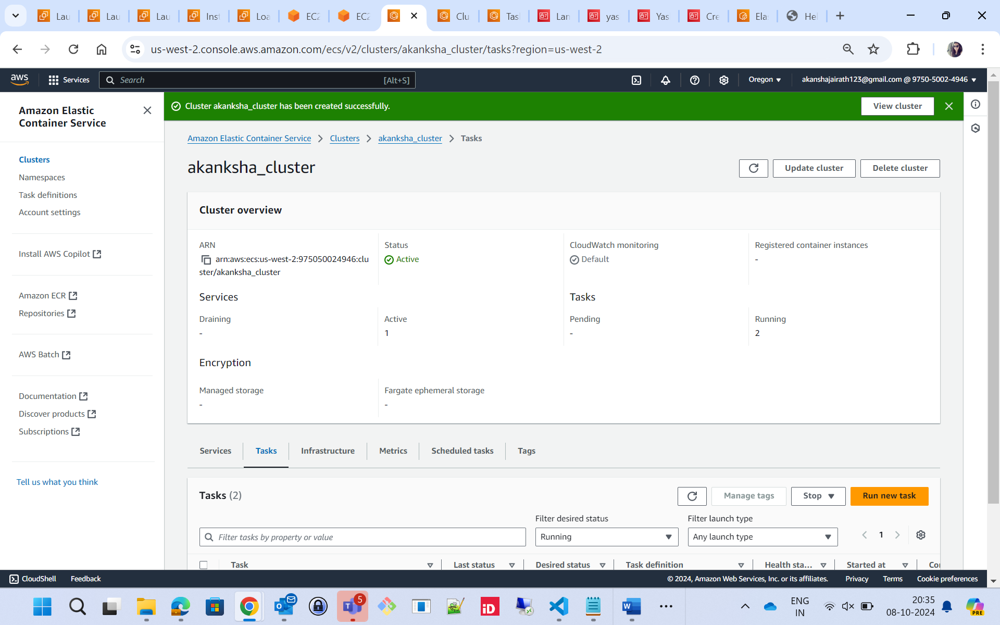 Lau
Lau
Lau
Inst
Loa
EC2
EC2
Clu
Tas
Lam
yas
Yas
Cre
Ela
Hel
us-west-2.console.aws.amazon.com/ecs/v2/clusters/akanksha_cluster/tasks?region=us-west-2
aws
Services
Search
[Alt+S]
Oregon
akanshajairath123@gmail.com @ 9750-5002-4946
Amazon Elastic
Container Service
Cluster akanksha_cluster has been created successfully.
View cluster
Amazon Elastic Container Service
Clusters
akanksha_cluster
Tasks
Clusters
Namespaces
Task definitions
Account settings
Install AWS Copilot
Amazon ECR
Repositories
AWS Batch
Documentation
Discover products
Subscriptions
Tell us what you think
akanksha_cluster
Update cluster
Delete cluster
Cluster overview
ARN
arn:aws:ecs:us-west-2:975050024946:clu
ster/akanksha_cluster
Status
Active
CloudWatch monitoring
Default
Registered container instances
-
Services
Tasks
Draining
-
Active
1
Pending
-
Running
2
Encryption
Managed storage
-
Fargate ephemeral storage
-
Services
Tasks
Infrastructure
Metrics
Scheduled tasks
Tags
Tasks (2)
Manage tags
Stop
Run new task
Filter desired status
Filter launch type
Filter tasks by property or value
Running
Any launch type
1
Task
Last status
Desired status
Task definition
Health sta...
Started at
Co
CloudShell
Feedback
© 2024, Amazon Web Services, Inc. or its affiliates.
Privacy
Terms
Cookie preferences
5
iD
ENG
IN
20:35
08-10-2024
PRE